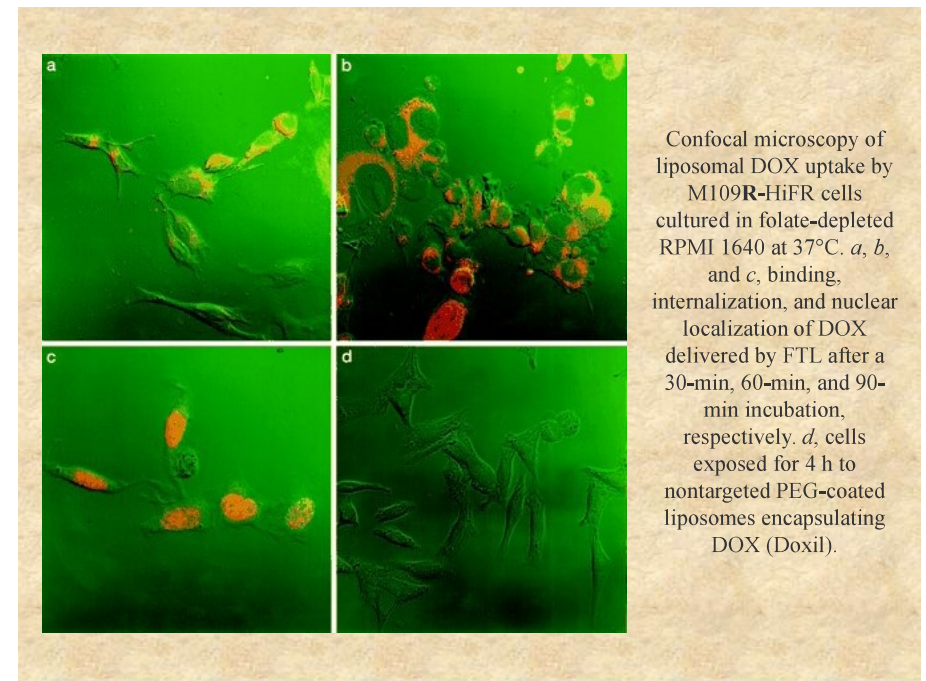 a
b
c
d
Confocal microscopy of
liposomal DOX uptake by
M109R-HiFR cells
cultured in folate-depleted
RPMI 1640 at 37°C. a, b,
and c, binding,
internalization, and nuclear
localization of DOX
delivered by FTL after a
30-min, 60-min, and 90-
min incubation,
respectively. d, cells
exposed for 4 h to
nontargeted PEG-coated
liposomes encapsulating
DOX (Doxil).